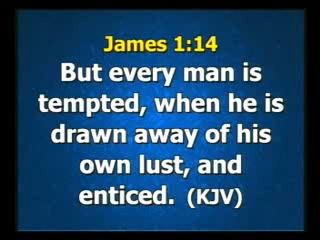 James 1:14
But every man is
tempted, when he is
drawn away of his
own lust, and
enticed. (KJV)